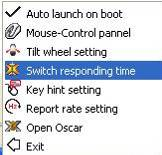 Auto launch on boot
Mouse-Control pannel
Tilt wheel setting
Switch responding time
Key hint setting
Report rate setting
Open Oscar
Exit